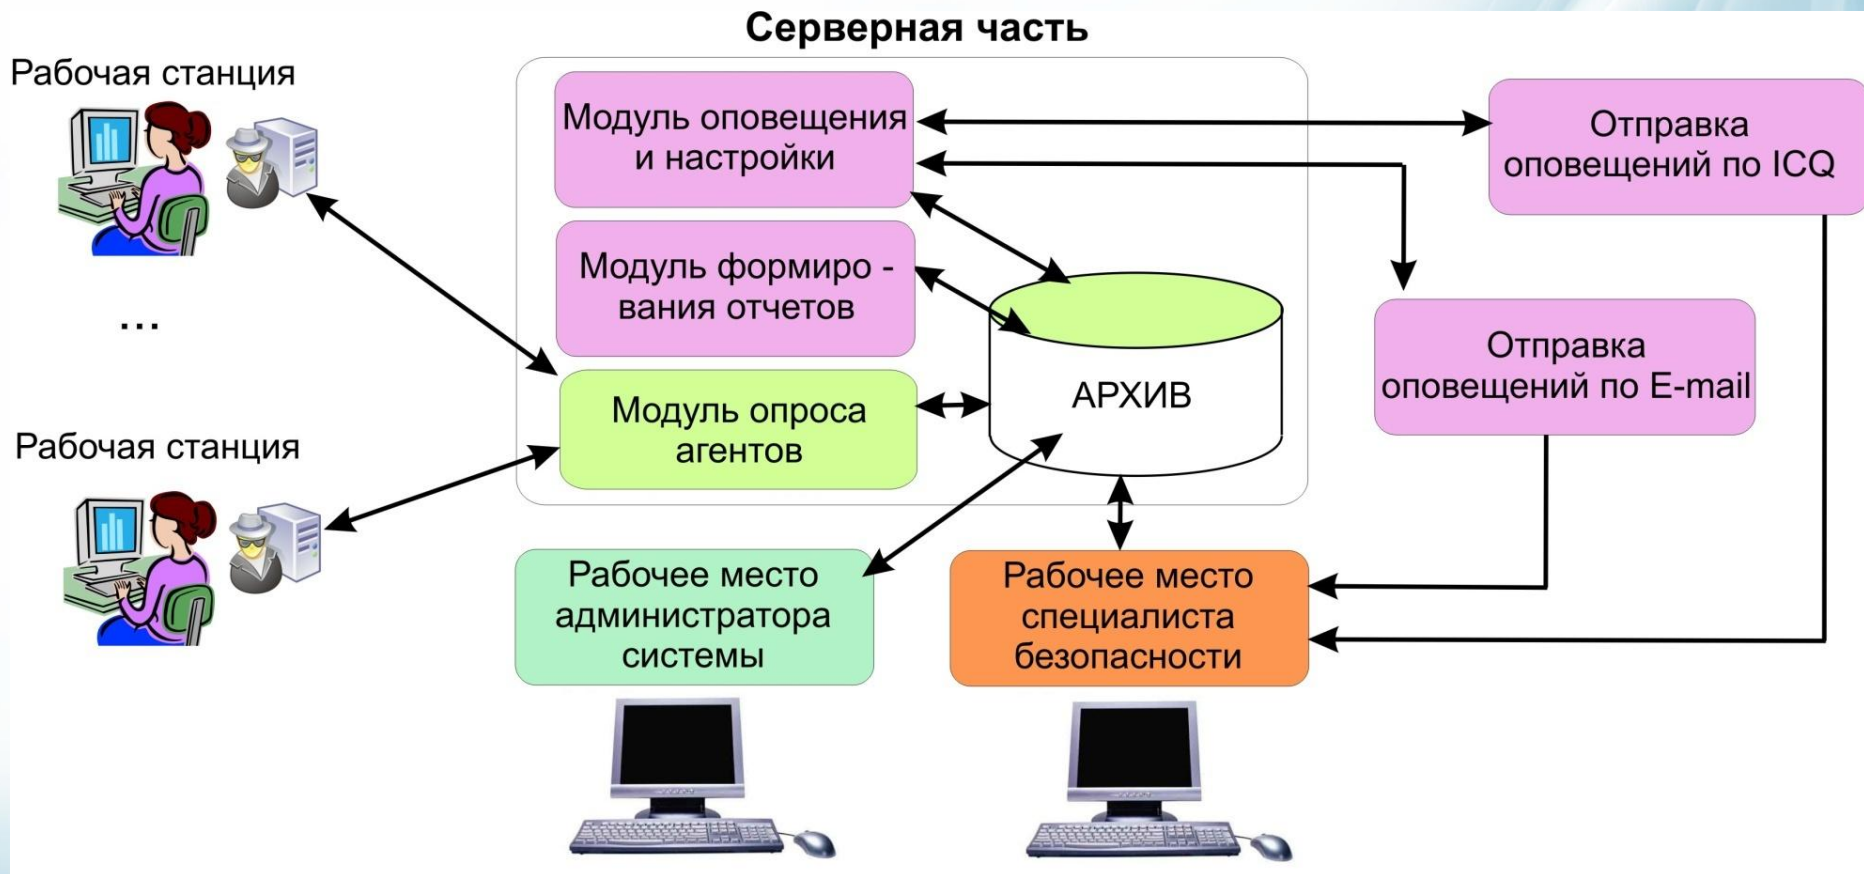 Серверная часть
Рабочая станция
...
Рабочая станция
Модуль оповещения
и настройки
Модуль формиро -
вания отчетов
Модуль опроса
агентов
АРХИВ
Отправка
оповещений по ICQ
Отправка
оповещений по E-mail
Рабочее место
администратора
системы
Рабочее место
специалиста
безопасности